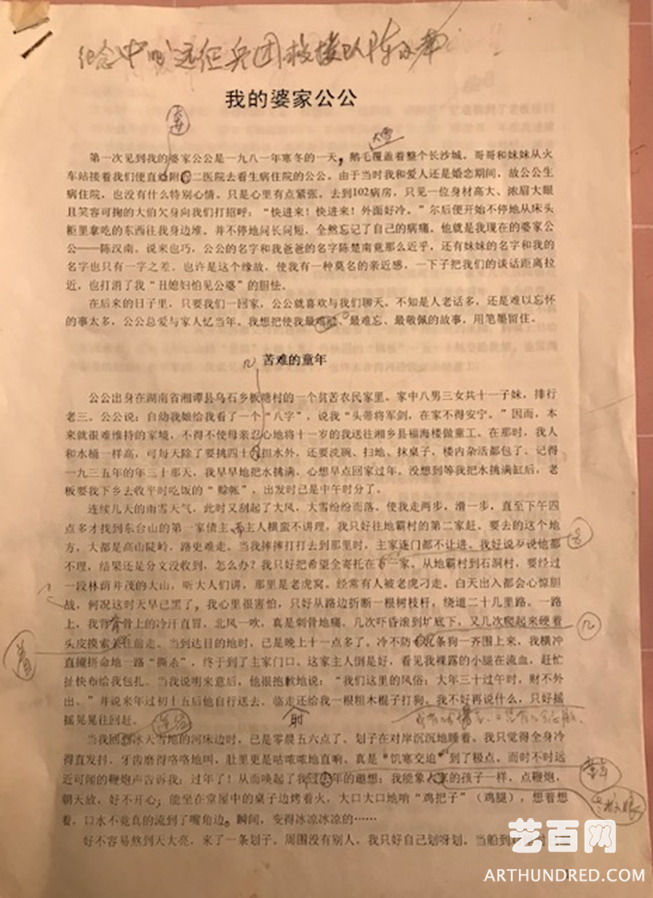 纪念中国远征兵团
我的婆家公公
第一次见到我的婆家公公是一九八一年寒冬的一天，鹅毛覆盖着整个长沙城。哥哥和妹妹从火
大雪
车站接着我们便直 附二医院去看生病住院的公公。由于当时我和爱人还是婚恋期间，故公公生
病住院，也没有什么特别心情。只是心里有点紧张。去到102病房，只见一位身材高大、浓眉大眼
且笑容可掬的大伯欠身向我们打招呼：“快进来！快进来！外面好冷。”尔后便开始不停地从床头
柜里拿吃的东西往我身边堆。并不停地问长问短，全然忘记了自己的病痛。他就是我现在的婆家公
公——陈汉南。说来也巧，公公的名字和我爸爸的名字陈楚南竟那么近乎，还有妹妹的名字和我的
名字也只有一字之差。也许是这个缘故，使我有一种莫名的亲近感，一下子把我们的谈话距离拉
近，也打消了我“丑媳妇怕见公婆”的胆怯。
在后来的日子里，只要我们一回家，公公就喜欢与我们聊天。不知是人老话多，还是难以忘怀
的事太多，公公总爱与家人忆当年。我想把使我最 、最难忘、最敬佩的故事，用笔墨留住。
苦难的童年
公公出身在湖南省湘潭县乌石乡 塘村的一个贫苦农民家里。家中八男三女共十一子妹，排行
老三。公公说：自幼我娘给我看了一个“八字”，说我“头带将军剑，在家不得安宁。”因而，本
来就很难维持的家境，不得不使母亲忍心地将十一岁的我送往湘乡县福海楼做童工。在那时，我人
和水桶一样高，可每天除了要挑四十 担水外，还要洗碗、扫地、抹桌子、楼内杂活都包了。记得
一九三五年的年三十那天，我早早地把水挑满，心想早点回家过年。没想到等我把水挑满缸后，老
板要我下乡去收平时吃饭的“赊帐”，出发时已是中午时分了。
连续几天的雨雪天气，此时又刮起了大风，大雪纷纷而落，使我走两步，滑一步，直至下午四
点多才找到东台山的第一家债主， 主人横蛮不讲理，我只好往地霸村的第二家赶。要去的这个地
方，大都是高山陡岭，路更难走。当我摔摔打打去到那里时，主家连门都不让进。我好说歹说他都
不理，结果还是分文没收到，怎么办？我只好把希望全寄托在 一家。从地霸村到石洞村，要经过
一段林荫并茂的大山，听大人们讲，那里是老虎窝。经常有人被老虎刁走。白天出入都会心惊胆
战，何况这时天早已黑了，我心里很害怕，只好从路边折断一根树枝杆，绕道二十几里路。一路
上，我背脊骨上的冷汗直冒，北风一吹，真是刺骨地痛。几次吓昏滚到圹底下，又几次爬起来硬着
头皮摸索 往前走。当到达目的地时，已是晚上十一点多了。冷不防 条狗一齐围上来，我横冲
直撞拼命地一路“撕杀”，终于到了主家门口。这家主人倒是好，看见我裸露的小腿在流血，赶忙
扯快布给我包扎。当我说明来意后，他很抱歉地说：“我们这里的风俗：大年三十过午时，财不外
出。”并说来年过初十五后他自行送去。临走还给我一根粗木棍子打狗。我不好再说什么，只好摇
摇晃晃往回赶。
时
当我回 冰天雪地的河床边时，已是零晨五六点了。划子在对岸沉沉地睡着。我只觉得全身冷
得直发抖，牙齿磨得咯咯地叫，肚里更是咕哝哝地直响，真是“饥寒交迫”到了极点。而时不时远
近可闻的鞭炮声告诉我：过年了！从而唤起了我 年的遐想：我能象 家的孩子一样，点鞭炮，
朝天放，好不开心；能坐在堂屋中的桌子边烤着火，大口大口地啃“鸡把子”（鸡腿），想着想
着，口水不竟真的流到了嘴角边。瞬间，变得冰凉冰凉的……
好不容易熬到天大亮，来了一条划子。周围没有别人，我只好自己划呀划。当船到
艺百网
ARTHUNDRED.COM